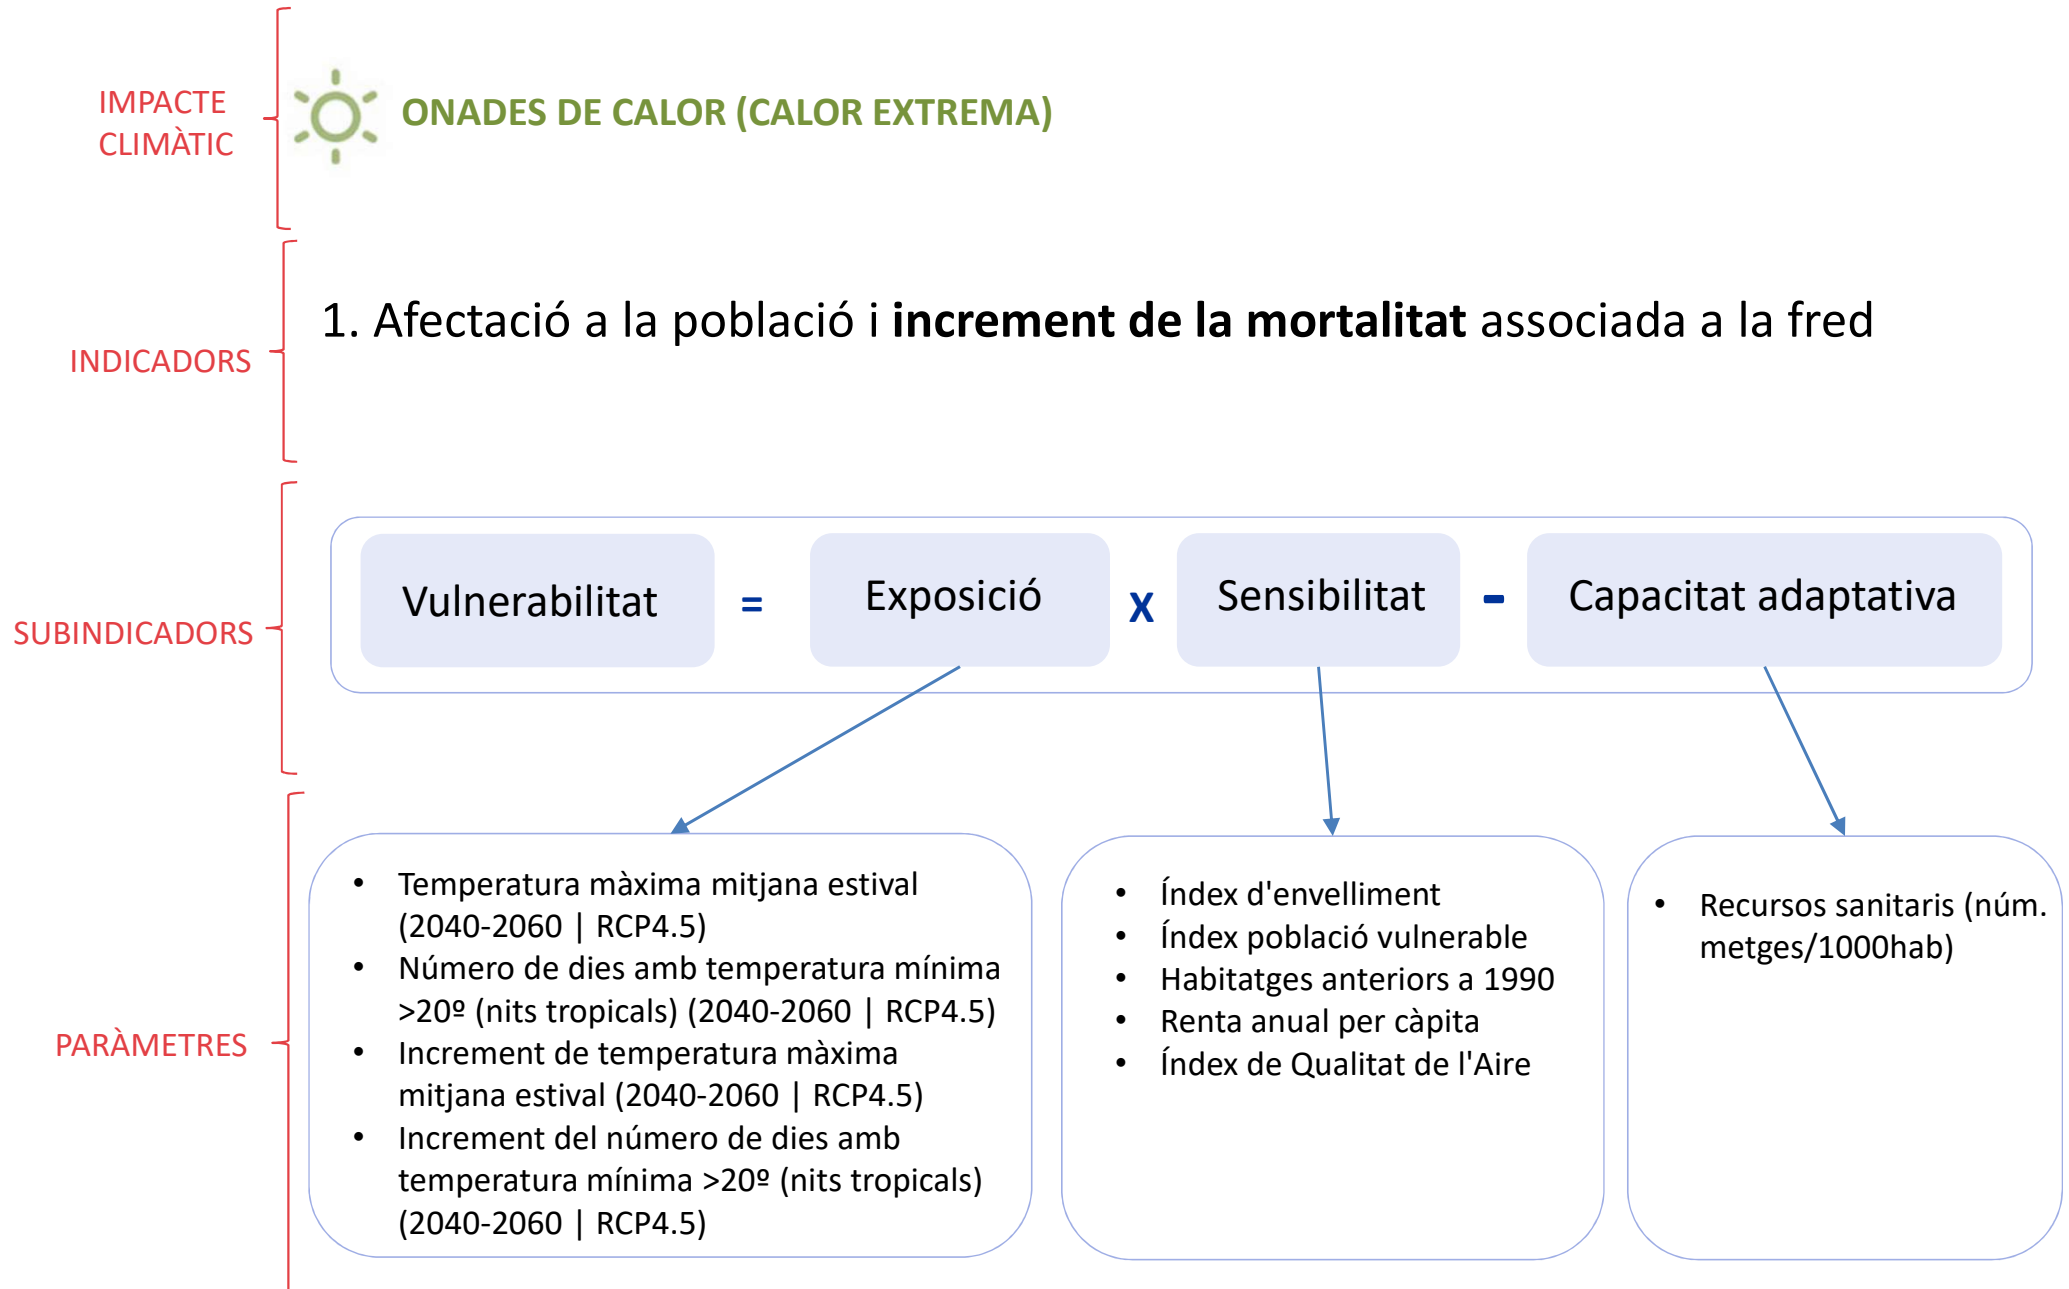 IMPACTE
CLIMÀTIC
ONADES DE CALOR (CALOR EXTREMA)
INDICADORS
1. Afectació a la població i increment de la mortalitat associada a la fred
SUBINDICADORS
Vulnerabilitat = Exposició x Sensibilitat - Capacitat adaptativa
PARÀMETRES
• Temperatura màxima mitjana estival
(2040-2060 | RCP4.5)
• Número de dies amb temperatura mínima
>20º (nits tropicals) (2040-2060 | RCP4.5)
• Increment de temperatura màxima
mitjana estival (2040-2060 | RCP4.5)
• Increment del número de dies amb
temperatura mínima >20º (nits tropicals)
(2040-2060 | RCP4.5)
• Índex d'envelliment
• Índex població vulnerable
• Habitatges anteriors a 1990
• Renta anual per càpita
• Índex de Qualitat de l'Aire
• Recursos sanitaris (núm.
metges/1000hab)